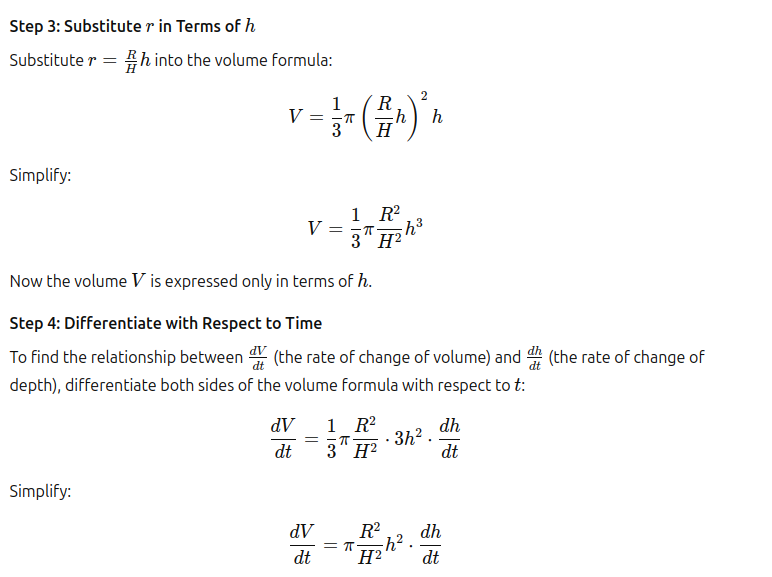 Step 3: Substitute r in Terms of h
Substitute r = \frac{R}{H}h into the volume formula:
V = \frac{1}{3}\pi \left( \frac{R}{H}h \right)^2 h
Simplify:
V = \frac{1}{3}\pi \frac{R^2}{H^2}h^3
Now the volume V is expressed only in terms of h.
Step 4: Differentiate with Respect to Time
To find the relationship between \frac{dV}{dt} (the rate of change of volume) and \frac{dh}{dt} (the rate of change of
depth), differentiate both sides of the volume formula with respect to t:
\frac{dV}{dt} = \frac{1}{3}\pi \frac{R^2}{H^2} \cdot 3h^2 \cdot \frac{dh}{dt}
Simplify:
\frac{dV}{dt} = \pi \frac{R^2}{H^2}h^2 \cdot \frac{dh}{dt}